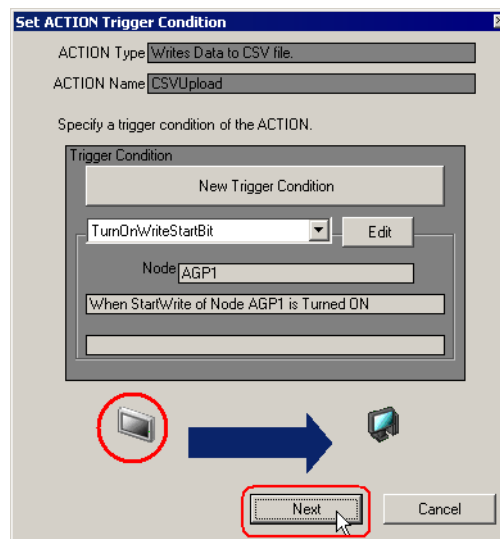 Set ACTION Trigger Condition
ACTION Type Writes Data to CSV file.
ACTION Name CSVUpload
Specify a trigger condition of the ACTION.
Trigger Condition
New Trigger Condition
TurnOnWriteStartBit Edit
Node AGP1
When StartWrite of Node AGP1 is Turned ON
Next Cancel